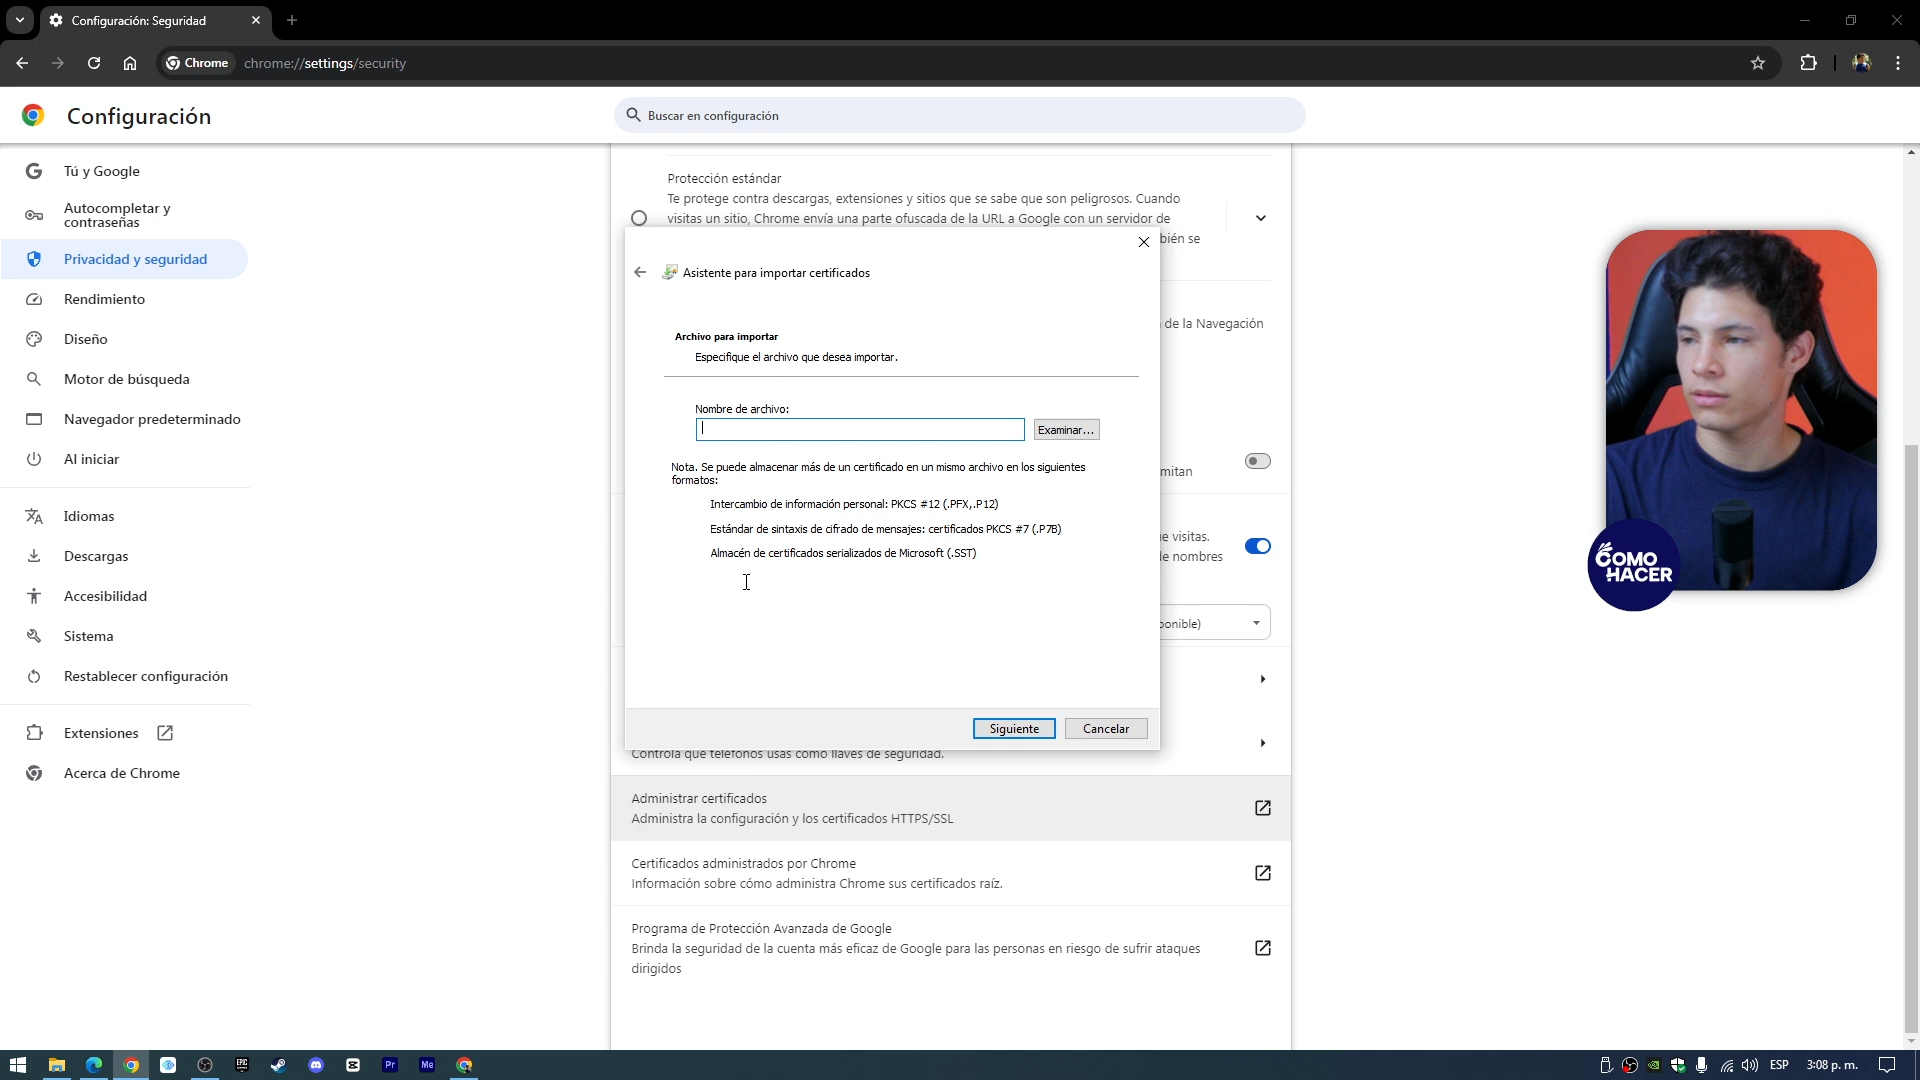 Configuración: Seguridad
Chrome
chrome://settings/security
Configuración
Buscar en configuración
Tú y Google
Autocompletar y
contraseñas
Privacidad y seguridad
Rendimiento
Diseño
Motor de búsqueda
Navegador predeterminado
Al iniciar
Idiomas
Descargas
Accesibilidad
Sistema
Restablecer configuración
Extensiones
Acerca de Chrome
Protección estándar
Te protege contra descargas, extensiones y sitios que se sabe que son peligrosos. Cuando
visitas un sitio, Chrome envía una parte ofuscada de la URL a Google con un servidor de
bién se
de la Navegación
mitan
e visitas.
de nombres
ponible)
Asistente para importar certificados
Archivo para importar
Especifique el archivo que desea importar.
Nombre de archivo:
Examinar...
Nota. Se puede almacenar más de un certificado en un mismo archivo en los siguientes
formatos:
Intercambio de información personal: PKCS #12 (.PFX,.P12)
Estándar de sintaxis de cifrado de mensajes: certificados PKCS #7 (.P7B)
Almacén de certificados serializados de Microsoft (.SST)
Siguiente
Cancelar
Controla qué teléfonos usas como llaves de seguridad.
Administrar certificados
Administra la configuración y los certificados HTTPS/SSL
Certificados administrados por Chrome
Información sobre cómo administra Chrome sus certificados raíz.
Programa de Protección Avanzada de Google
Brinda la seguridad de la cuenta más eficaz de Google para las personas en riesgo de sufrir ataques
dirigidos
COMO
HACER
EPIC
Pr
Me
ESP
3:08 p. m.